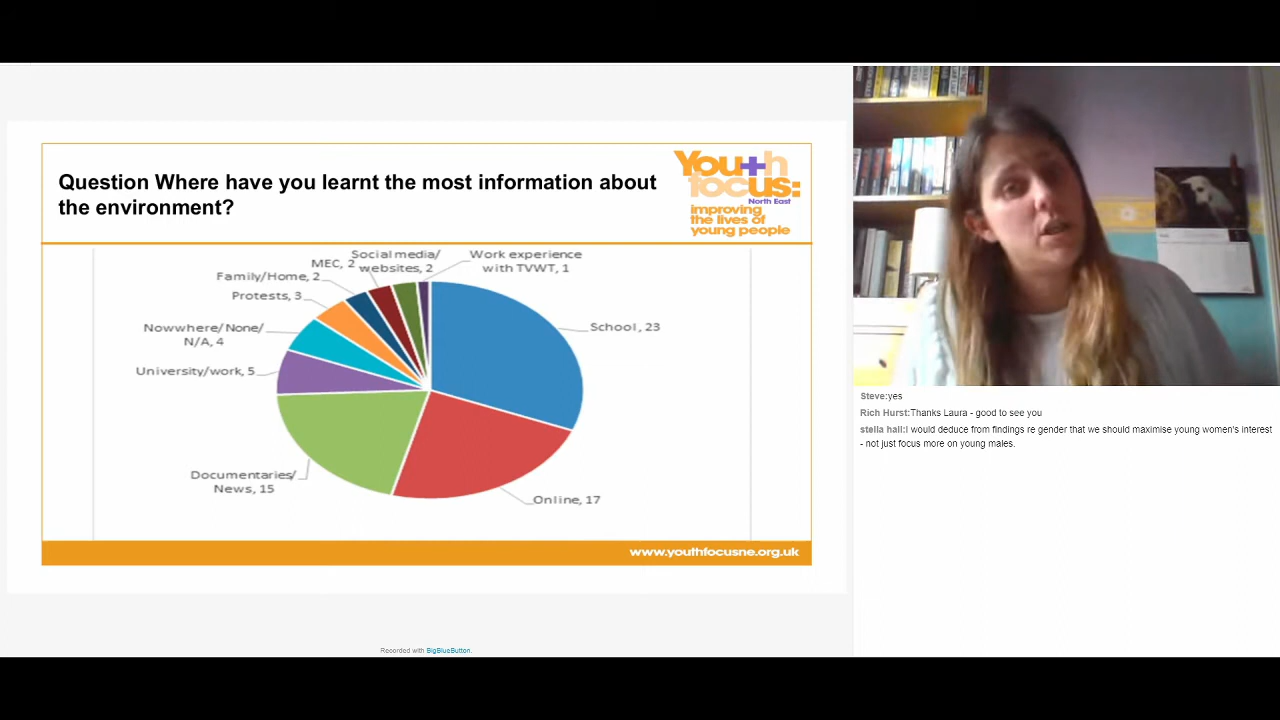 Question Where have you learnt the most information about
the environment?
Youth
focus:
North East
improving
the lives of
young people
Social media/
websites, 2
Work experience
with TVWT, 1
MEC, 2
Family/Home, 2
Protests, 3
Nowwhere/None/
N/A, 4
University/work, 5
School, 23
Documentaries/
News, 15
Online, 17
www.youthfocusne.org.uk
Recorded with BigBlueButton.
Steve:yes
Rich Hurst:Thanks Laura - good to see you
stella hall:I would deduce from findings re gender that we should maximise young women's interest
- not just focus more on young males.